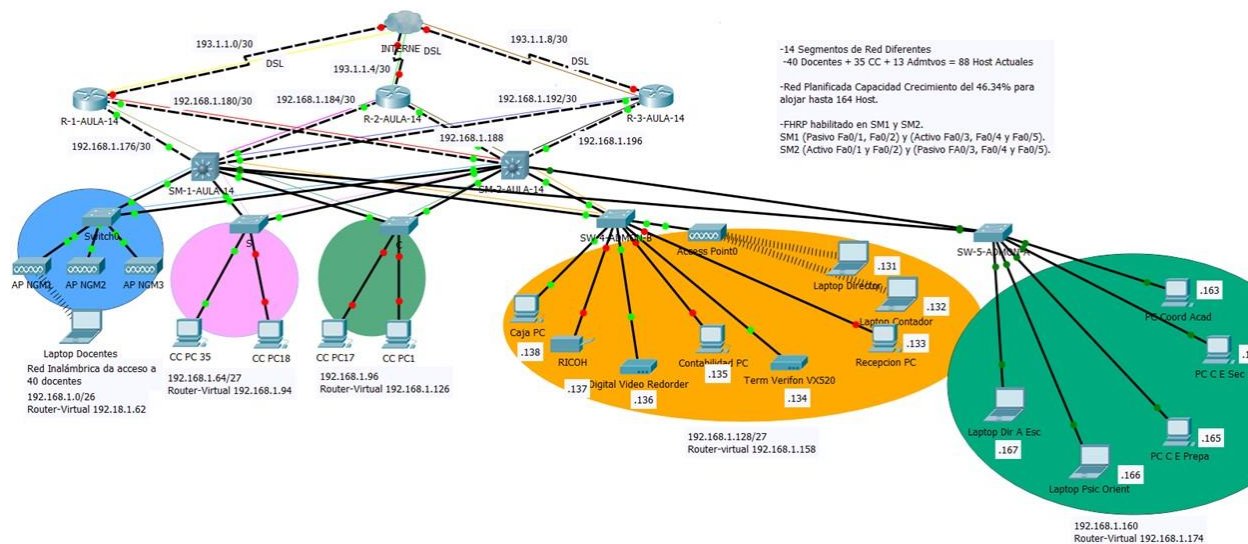 193.1.1.0/30
DSL
INTERNE
DSL
193.1.1.8/30
DSL
193.1.1.4/30
-14 Segmentos de Red Diferentes
-40 Docentes + 35 CC + 13 Admtvos = 88 Host Actuales
-Red Planificada Capacidad Crecimiento del 46.34% para
alojar hasta 164 Host.
-FHRP habilitado en SM1 y SM2.
SM1 (Pasivo Fa0/1, Fa0/2) y (Activo Fa0/3, Fa0/4 y Fa0/5).
SM2 (Activo Fa0/1 y Fa0/2) y (Pasivo FA0/3, Fa0/4 y Fa0/5).
R-1-AULA-14
192.168.1.180/30
192.168.1.184/30
R-2-AULA-14
192.168.1.192/30
R-3-AULA-14
192.168.1.176/30
192.168.1.188
192.168.1.196
SM-1-AULA-14
SM-2-AULA-14
Switch0
S
C
SW-4-ADMON-B
Access Point0
SW-5-ADMON-A
AP NGM1
AP NGM2
AP NGM3
Laptop Docentes
Red Inalámbrica da acceso a
40 docentes
192.168.1.0/26
Router-Virtual 192.18.1.62
CC PC 35
CC PC18
192.168.1.64/27
Router-Virtual 192.168.1.94
CC PC17
CC PC1
192.168.1.96
Router-Virtual 192.168.1.126
Caja PC
.138
RICOH
.137
Digital Video Redorder
.136
Contabilidad PC
.135
Term Verifon VX520
.134
Recepcion PC
.133
Laptop Contador
.132
Laptop Director
.131
192.168.1.128/27
Router-virtual 192.168.1.158
.163
PC Coord Acad
PC C E Sec
.165
PC C E Prepa
.166
Laptop Psic Orient
Laptop Dir A Esc
.167
192.168.1.160
Router-Virtual 192.168.1.174